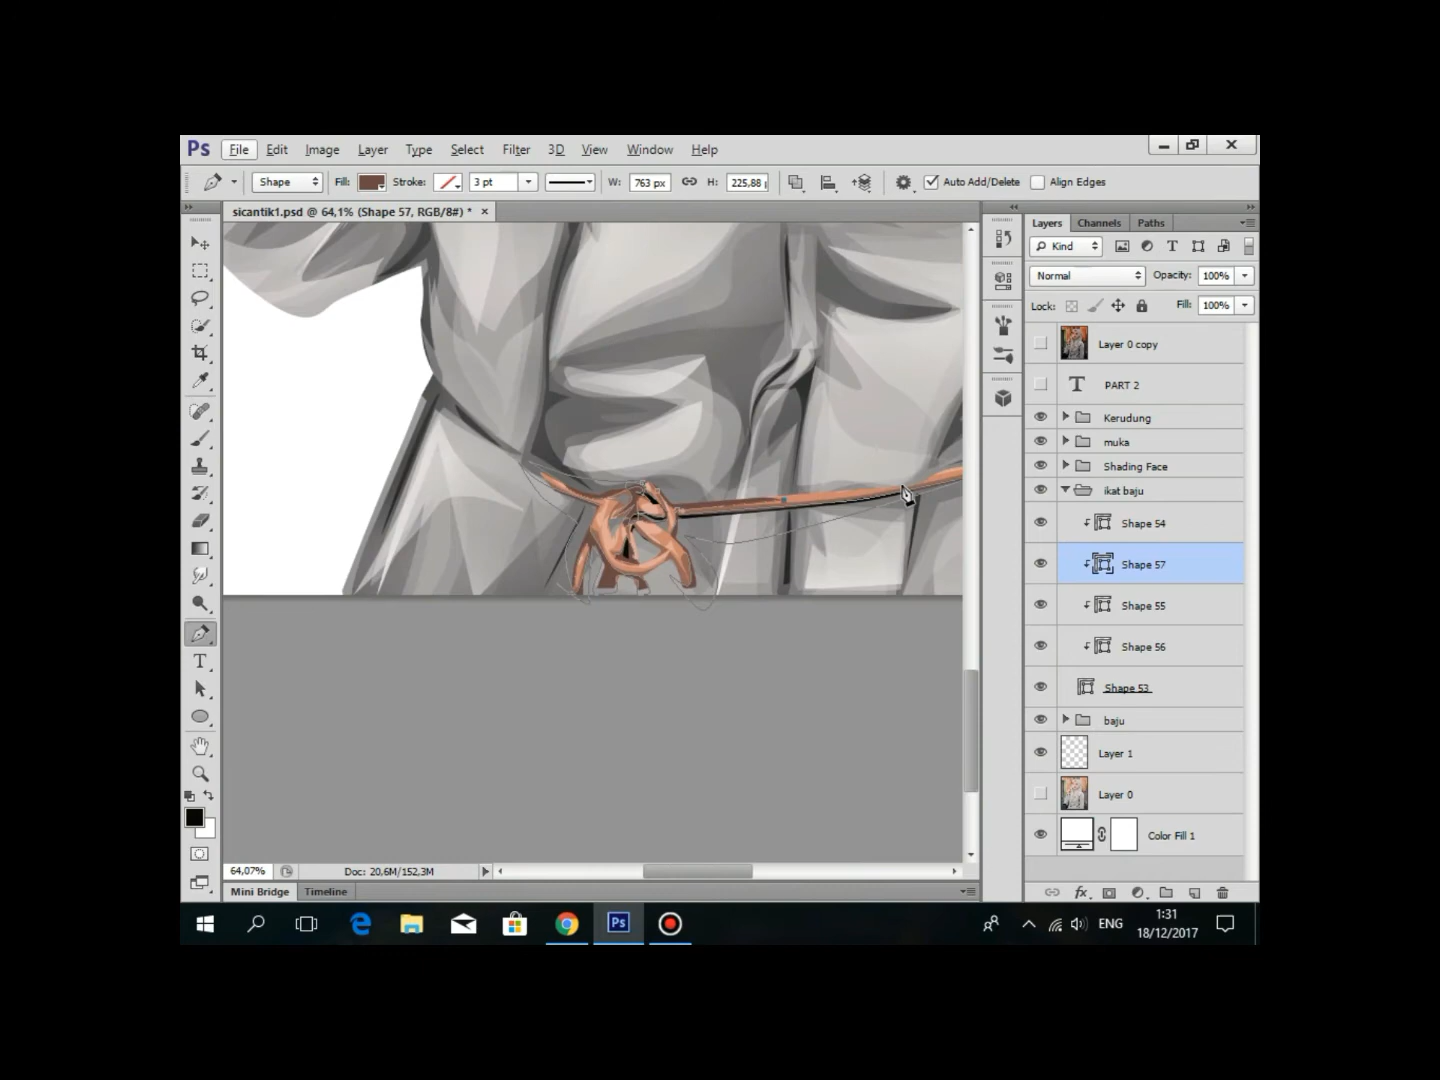 Ps File Edit Image Layer Type Select Filter 3D View Window Help
Shape Fill: Stroke: 3 pt W: 763 px H: 225,88 Auto Add/Delete Align Edges
sicantik1.psd @ 64,1% (Shape 57, RGB/8#) * ×
Layers Channels Paths
Kind
Normal Opacity: 100%
Lock: Fill: 100%
Layer 0 copy
T PART 2
Kerudung
muka
Shading Face
ikat baju
Shape 54
Shape 57
Shape 55
Shape 56
Shape 53
baju
Layer 1
Layer 0
Color Fill 1
64,07% Doc: 20,6M/152,3M
Mini Bridge Timeline
fx
Ps ENG
1:31
18/12/2017